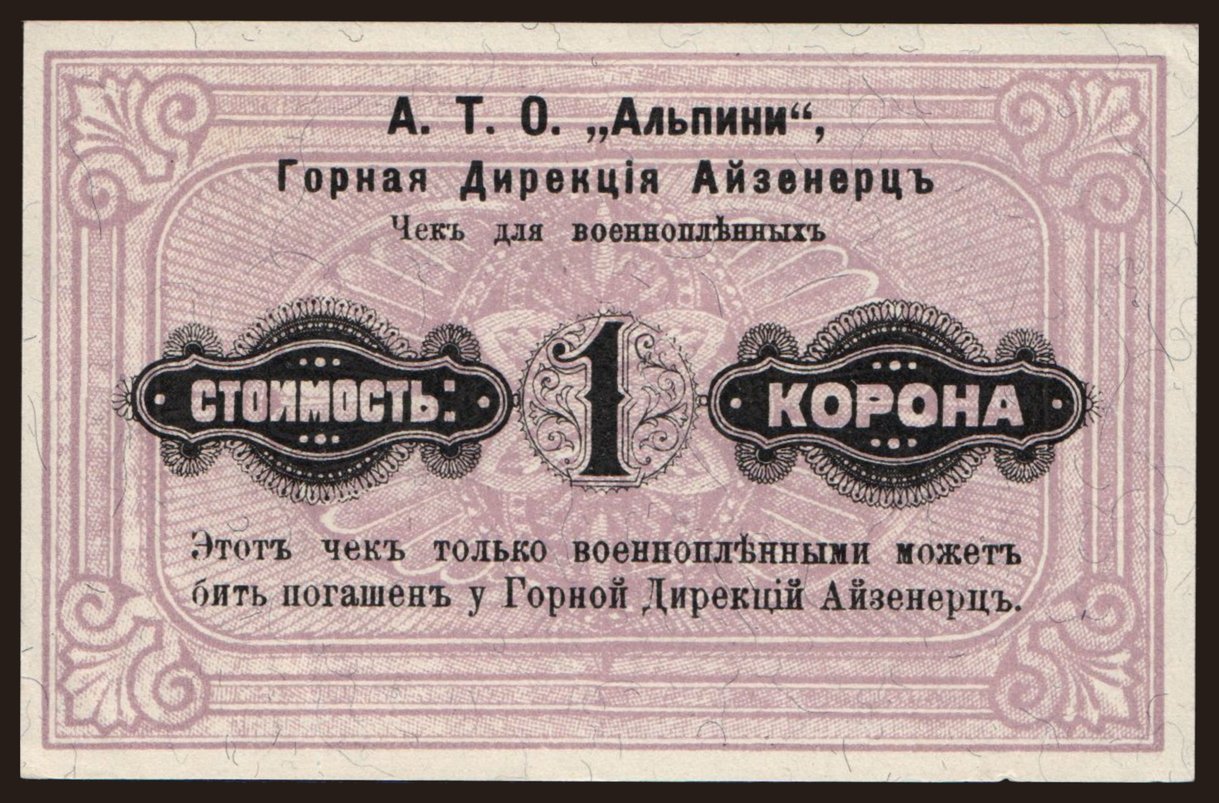 А. Т. О. „Альпини“,
Горная Дирекція Айзенерцъ
Чекъ для военноплѣнныхъ
СТОИМОСТЬ: 1 КОРОНА
Этотъ чекъ только военноплѣнными можетъ
бить погашенъ у Горной Дирекцій Айзенерцъ.